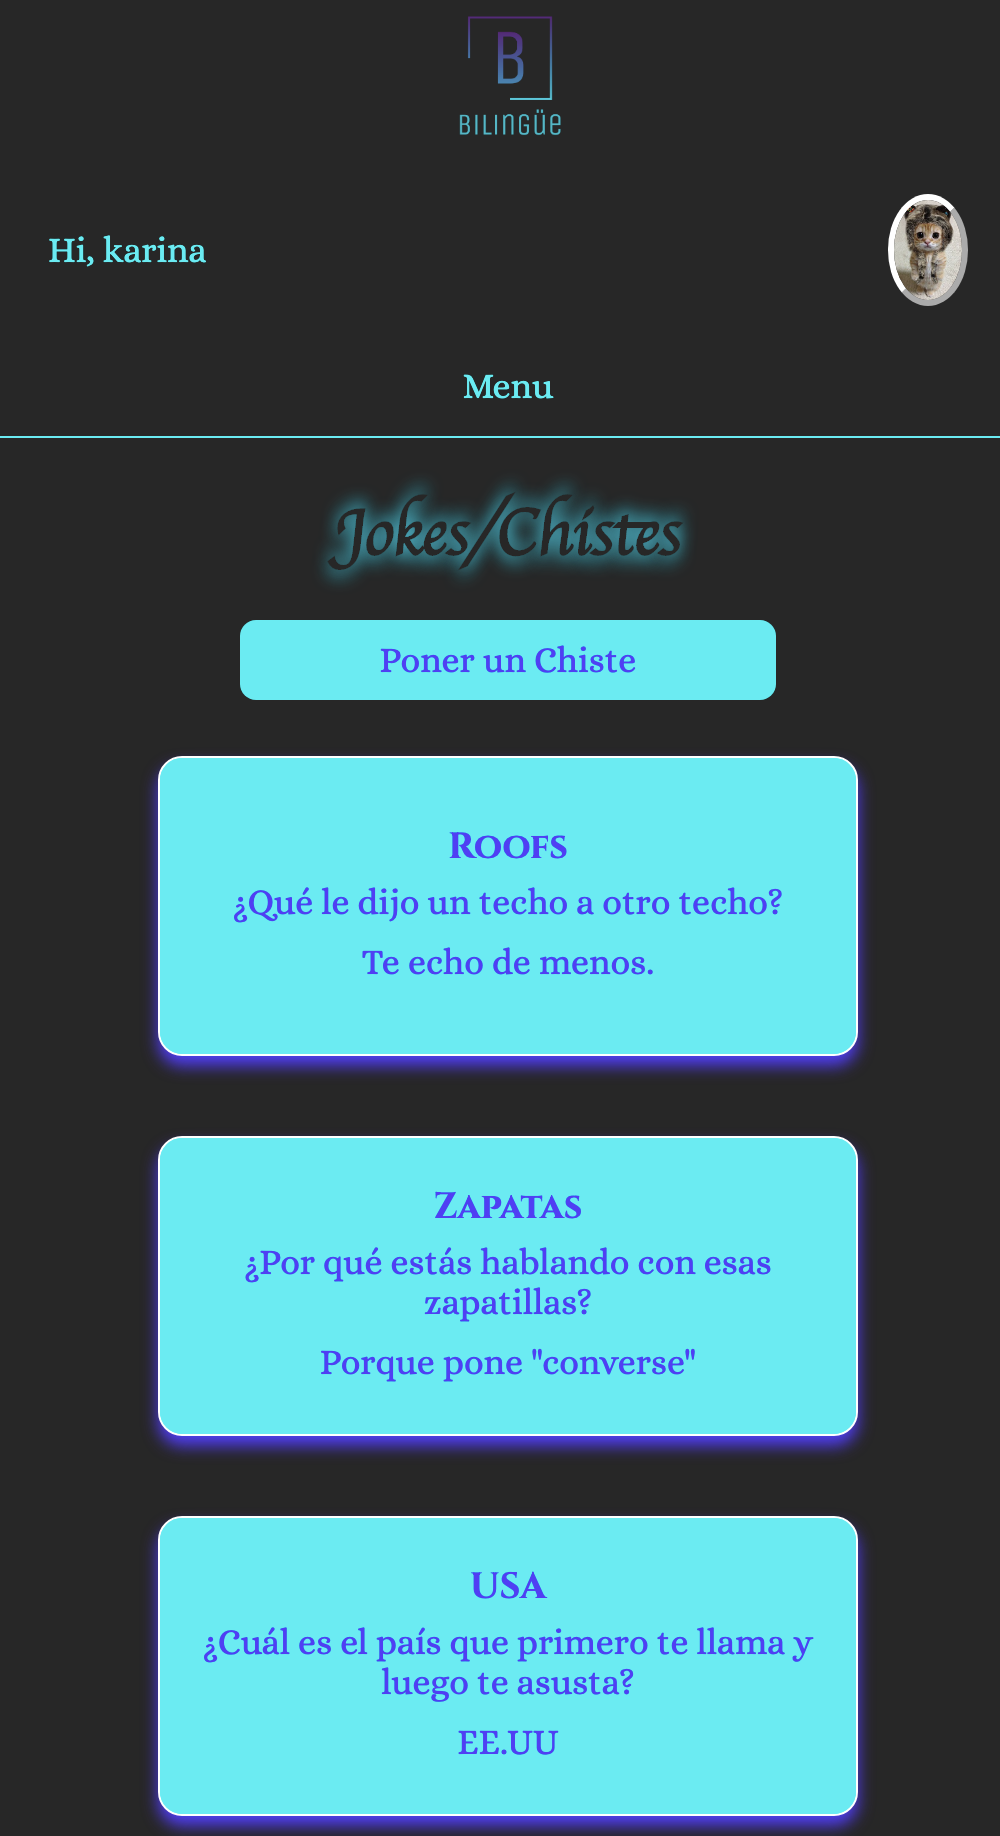 B
BILINGÜE
Hi, karina
Menu
Jokes/Chistes
Poner un Chiste
Roofs
¿Qué le dijo un techo a otro techo?
Te echo de menos.
Zapatas
¿Por qué estás hablando con esas
zapatillas?
Porque pone "converse"
USA
¿Cuál es el país que primero te llama y
luego te asusta?
EE.UU